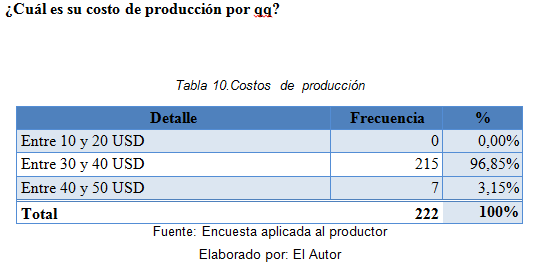 ¿Cuál es su costo de producción por qq?
Tabla 10.Costos de producción
Detalle Frecuencia %
Entre 10 y 20 USD 0 0,00%
Entre 30 y 40 USD 215 96,85%
Entre 40 y 50 USD 7 3,15%
Total 222 100%
Fuente: Encuesta aplicada al productor
Elaborado por: El Autor